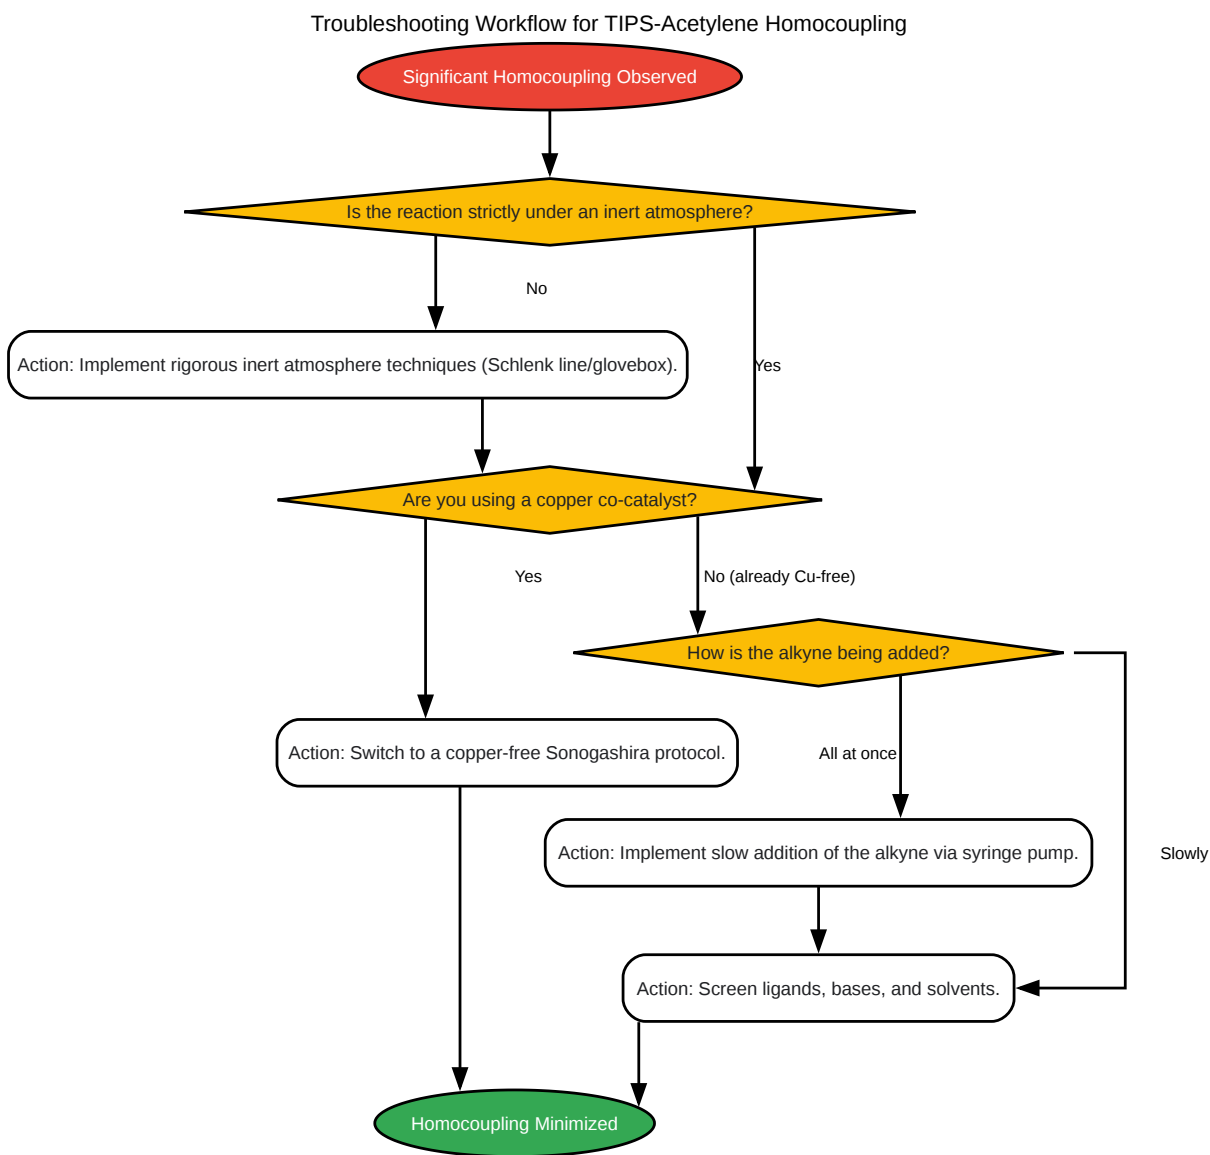 Troubleshooting Workflow for TIPS-Acetylene Homocoupling
Significant Homocoupling Observed
Is the reaction strictly under an inert atmosphere?
No
Action: Implement rigorous inert atmosphere techniques (Schlenk line/glovebox).
Yes
Are you using a copper co-catalyst?
Yes
No (already Cu-free)
How is the alkyne being added?
Action: Switch to a copper-free Sonogashira protocol.
All at once
Action: Implement slow addition of the alkyne via syringe pump.
Slowly
Action: Screen ligands, bases, and solvents.
Homocoupling Minimized